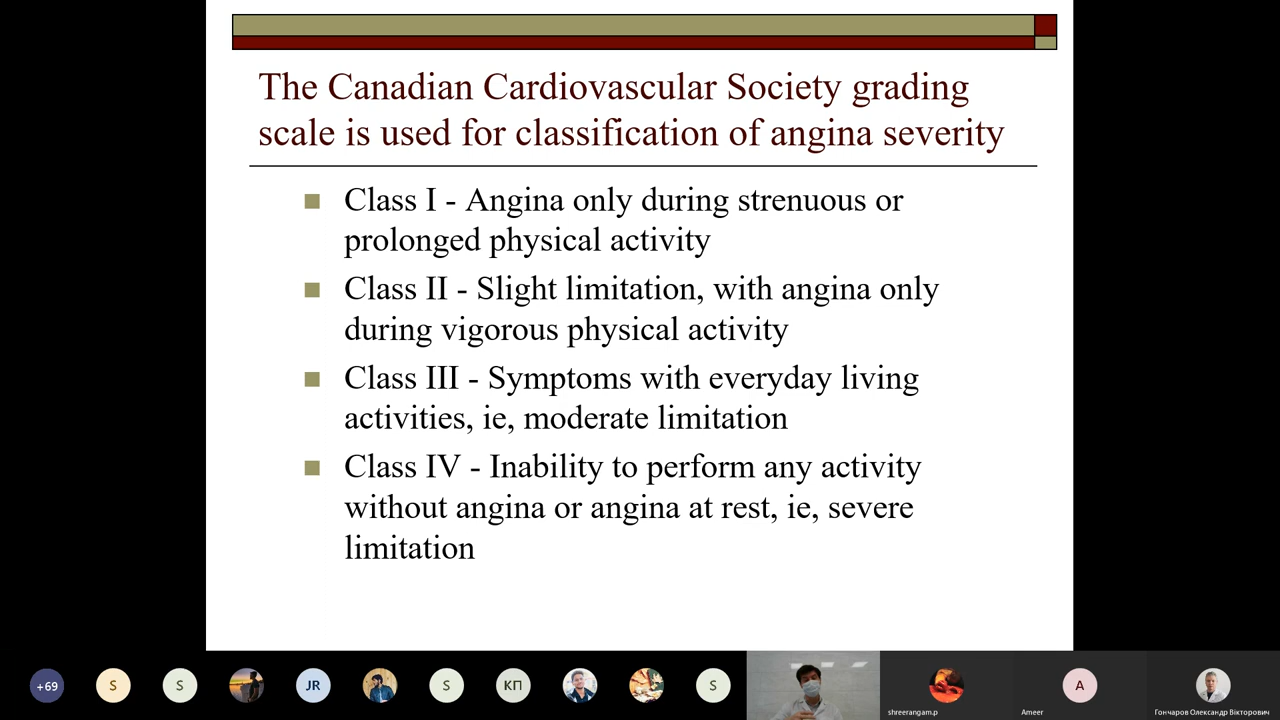 The Canadian Cardiovascular Society grading
scale is used for classification of angina severity
Class I - Angina only during strenuous or
prolonged physical activity
Class II - Slight limitation, with angina only
during vigorous physical activity
Class III - Symptoms with everyday living
activities, ie, moderate limitation
Class IV - Inability to perform any activity
without angina or angina at rest, ie, severe
limitation
+69
S
S
JR
S
КП
S
A
shreerangam.p
Ameer
Гончаров Олександр Вікторович